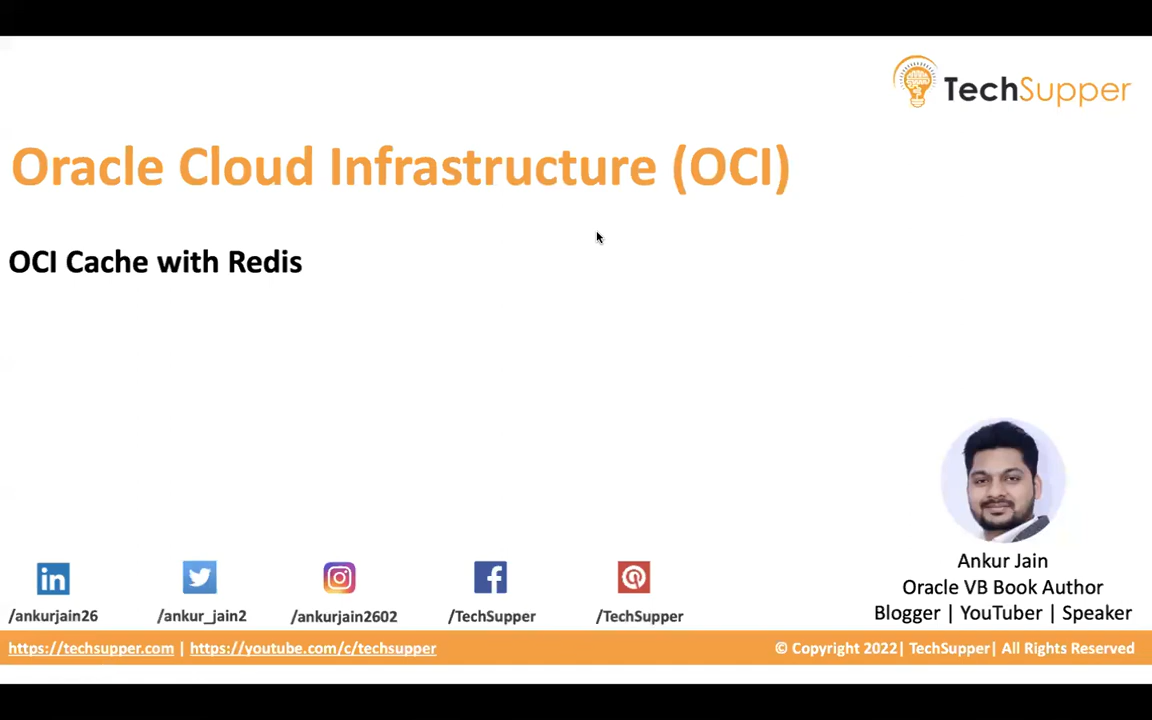 TechSupper
Oracle Cloud Infrastructure (OCI)
OCI Cache with Redis
Ankur Jain
Oracle VB Book Author
Blogger | YouTuber | Speaker
in
/ankurjain26
/ankur_jain2
/ankurjain2602
/TechSupper
/TechSupper
https://techsupper.com | https://youtube.com/c/techsupper
© Copyright 2022| TechSupper| All Rights Reserved